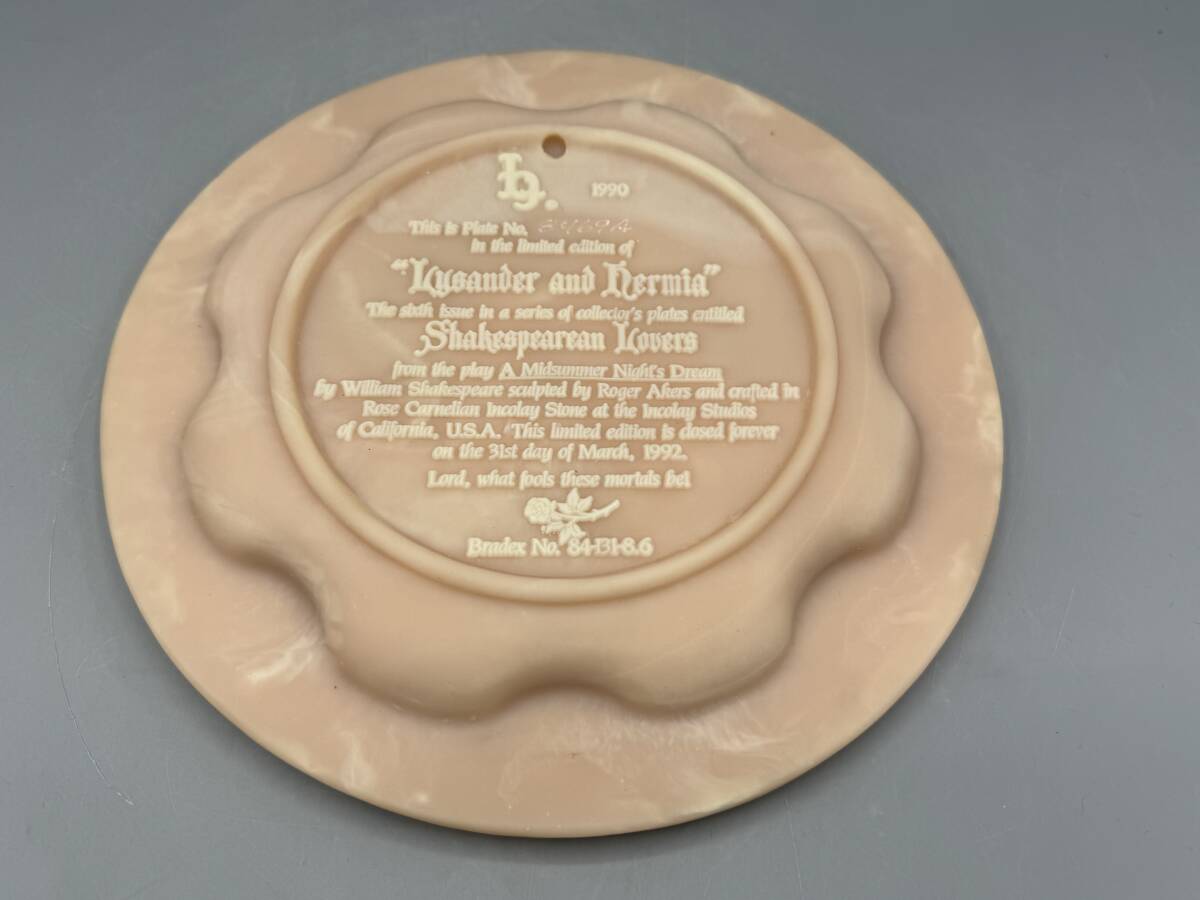 1990
This is Plate No.
in the limited edition of
"Lysander and Hermia"
The sixth issue in a series of collector's plates entitled
Shakespearean Lovers
from the play A Midsummer Night's Dream
by William Shakespeare sculpted by Roger Akers and crafted in
Rose Carnelian Incolay Stone at the Incolay Studios
of California, U.S.A. This limited edition is closed forever
on the 31st day of March, 1992.
Lord, what fools these mortals be!
Bradex No. 84-I31-8.6